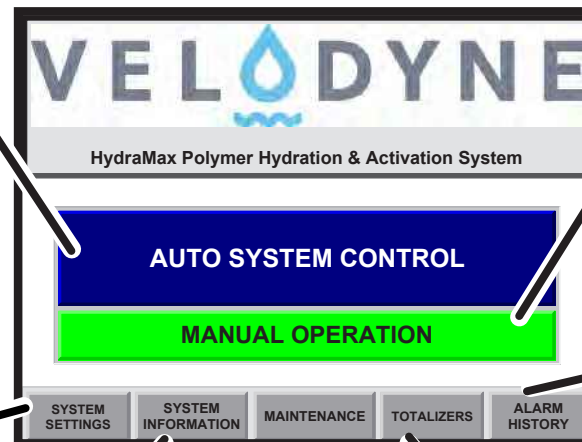 VELODYNE
HydraMax Polymer Hydration & Activation System
AUTO SYSTEM CONTROL
MANUAL OPERATION
SYSTEM SETTINGS
SYSTEM INFORMATION
MAINTENANCE
TOTALIZERS
ALARM HISTORY